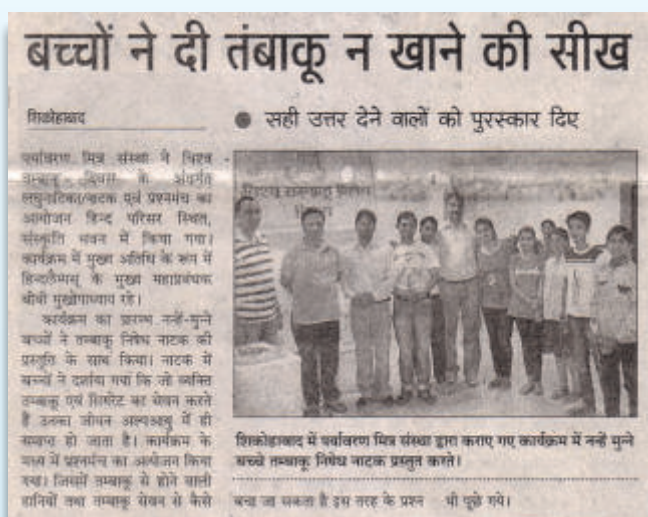 बच्चों ने दी तंबाकू न खाने की सीख
शिकोहाबाद
● सही उत्तर देने वालों को पुरस्कार दिए
पर्यावरण मित्र संस्था ने विश्व
तम्बाकू दिवस के अंतर्गत
लघुनाटिका/नाटक एवं प्रश्नमंच का
आयोजन हिन्द परिसर स्थित,
संस्कृति भवन में किया गया।
कार्यक्रम में मुख्य अतिथि के रूप में
हिन्दलैम्पस् के मुख्य महाप्रबंधक
बीबी मुखोपाध्याय रहे।
कार्यक्रम का प्रारम्भ नन्हें-मुन्ने
बच्चों ने तम्बाकू निषेध नाटक की
प्रस्तुति के साथ किया। नाटक में
बच्चों ने दर्शाया गया कि जो व्यक्ति
तम्बाकू एवं सिगरेट का सेवन करते
हैं उनका जीवन अल्पआयु में ही
समाप्त हो जाता है। कार्यक्रम के
मध्य में प्रश्नमंच का आयोजन किया
गया। जिसमें तम्बाकू से होने वाली
हानियों तथा तम्बाकू सेवन से कैसे
शिकोहाबाद में पर्यावरण मित्र संस्था द्वारा कराए गए कार्यक्रम में नन्हें मुन्ने
बच्चे तम्बाकू निषेध नाटक प्रस्तुत करते।
बचा जा सकता है इस तरह के प्रश्न भी पूछे गये।